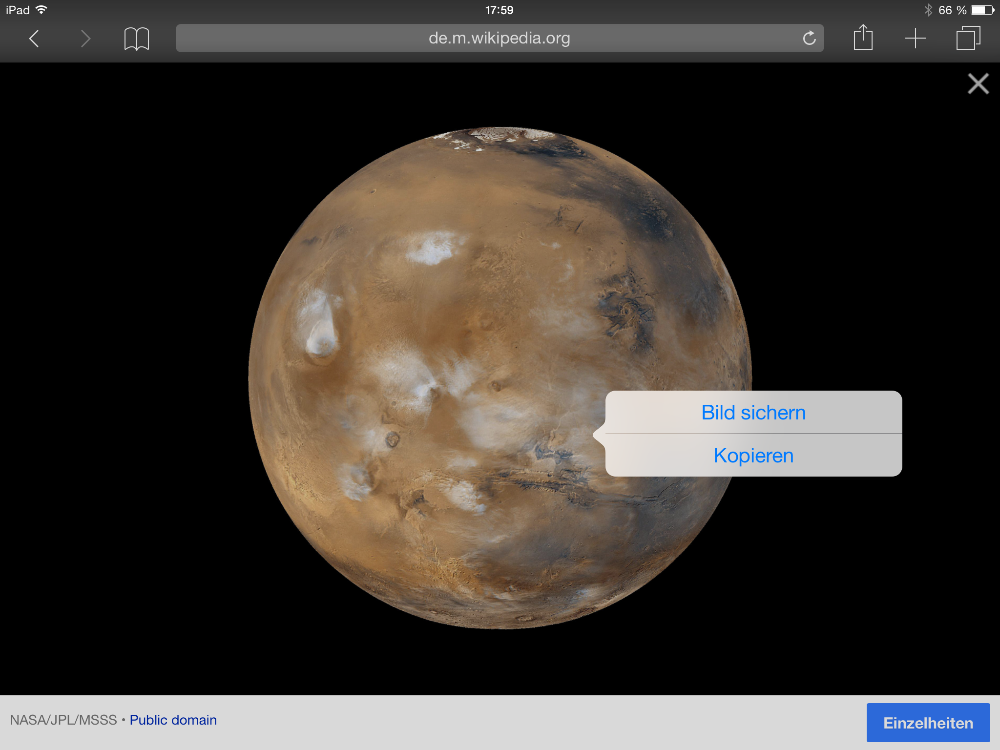 iPad
17:59
66 %
de.m.wikipedia.org
Bild sichern
Kopieren
NASA/JPL/MSSS • Public domain
Einzelheiten